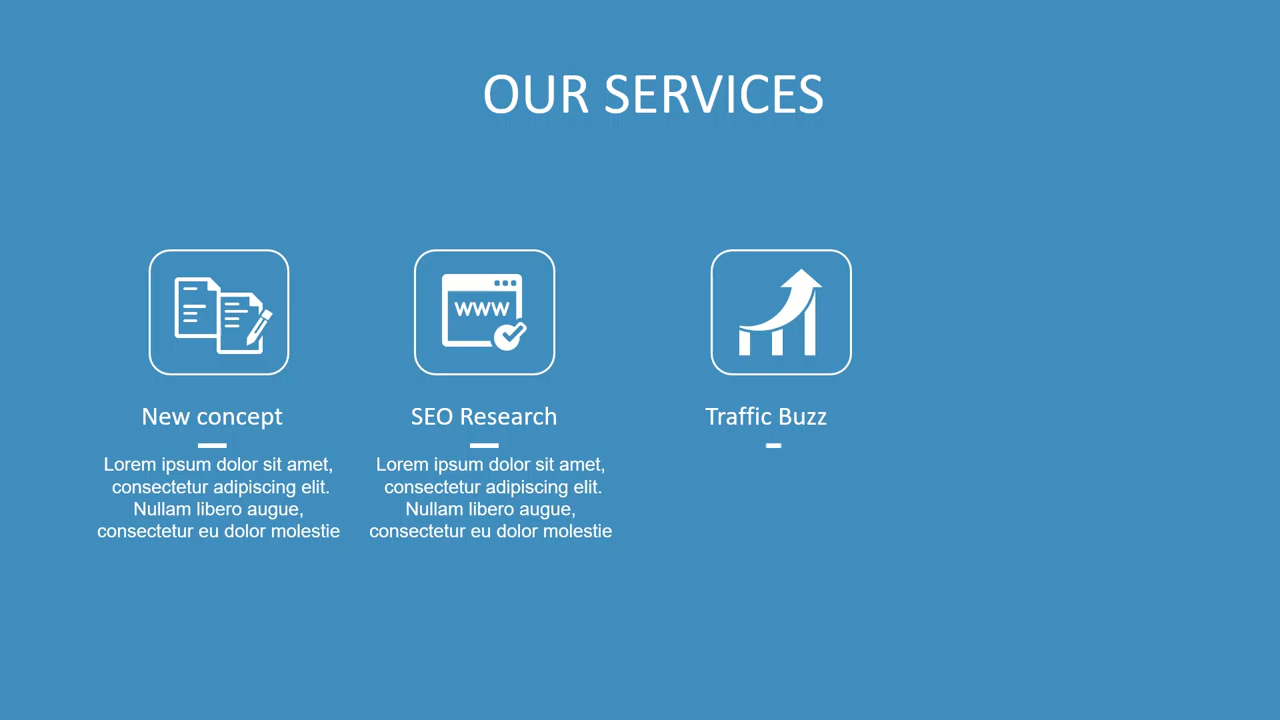 OUR SERVICES
www
New concept
Lorem ipsum dolor sit amet,
consectetur adipiscing elit.
Nullam libero augue,
consectetur eu dolor molestie
SEO Research
Lorem ipsum dolor sit amet,
consectetur adipiscing elit.
Nullam libero augue,
consectetur eu dolor molestie
Traffic Buzz